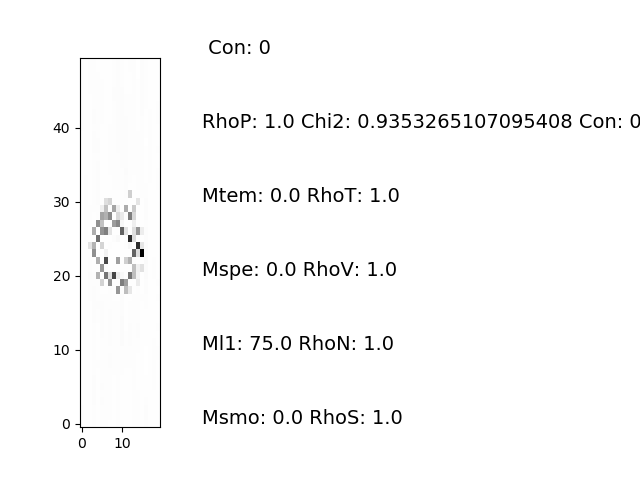 Con: 0
RhoP: 1.0 Chi2: 0.9353265107095408 Con: 0
40
Mtem: 0.0 RhoT: 1.0
30
Mspe: 0.0 RhoV: 1.0
20
Ml1: 75.0 RhoN: 1.0
10
Msmo: 0.0 RhoS: 1.0
0
0 10